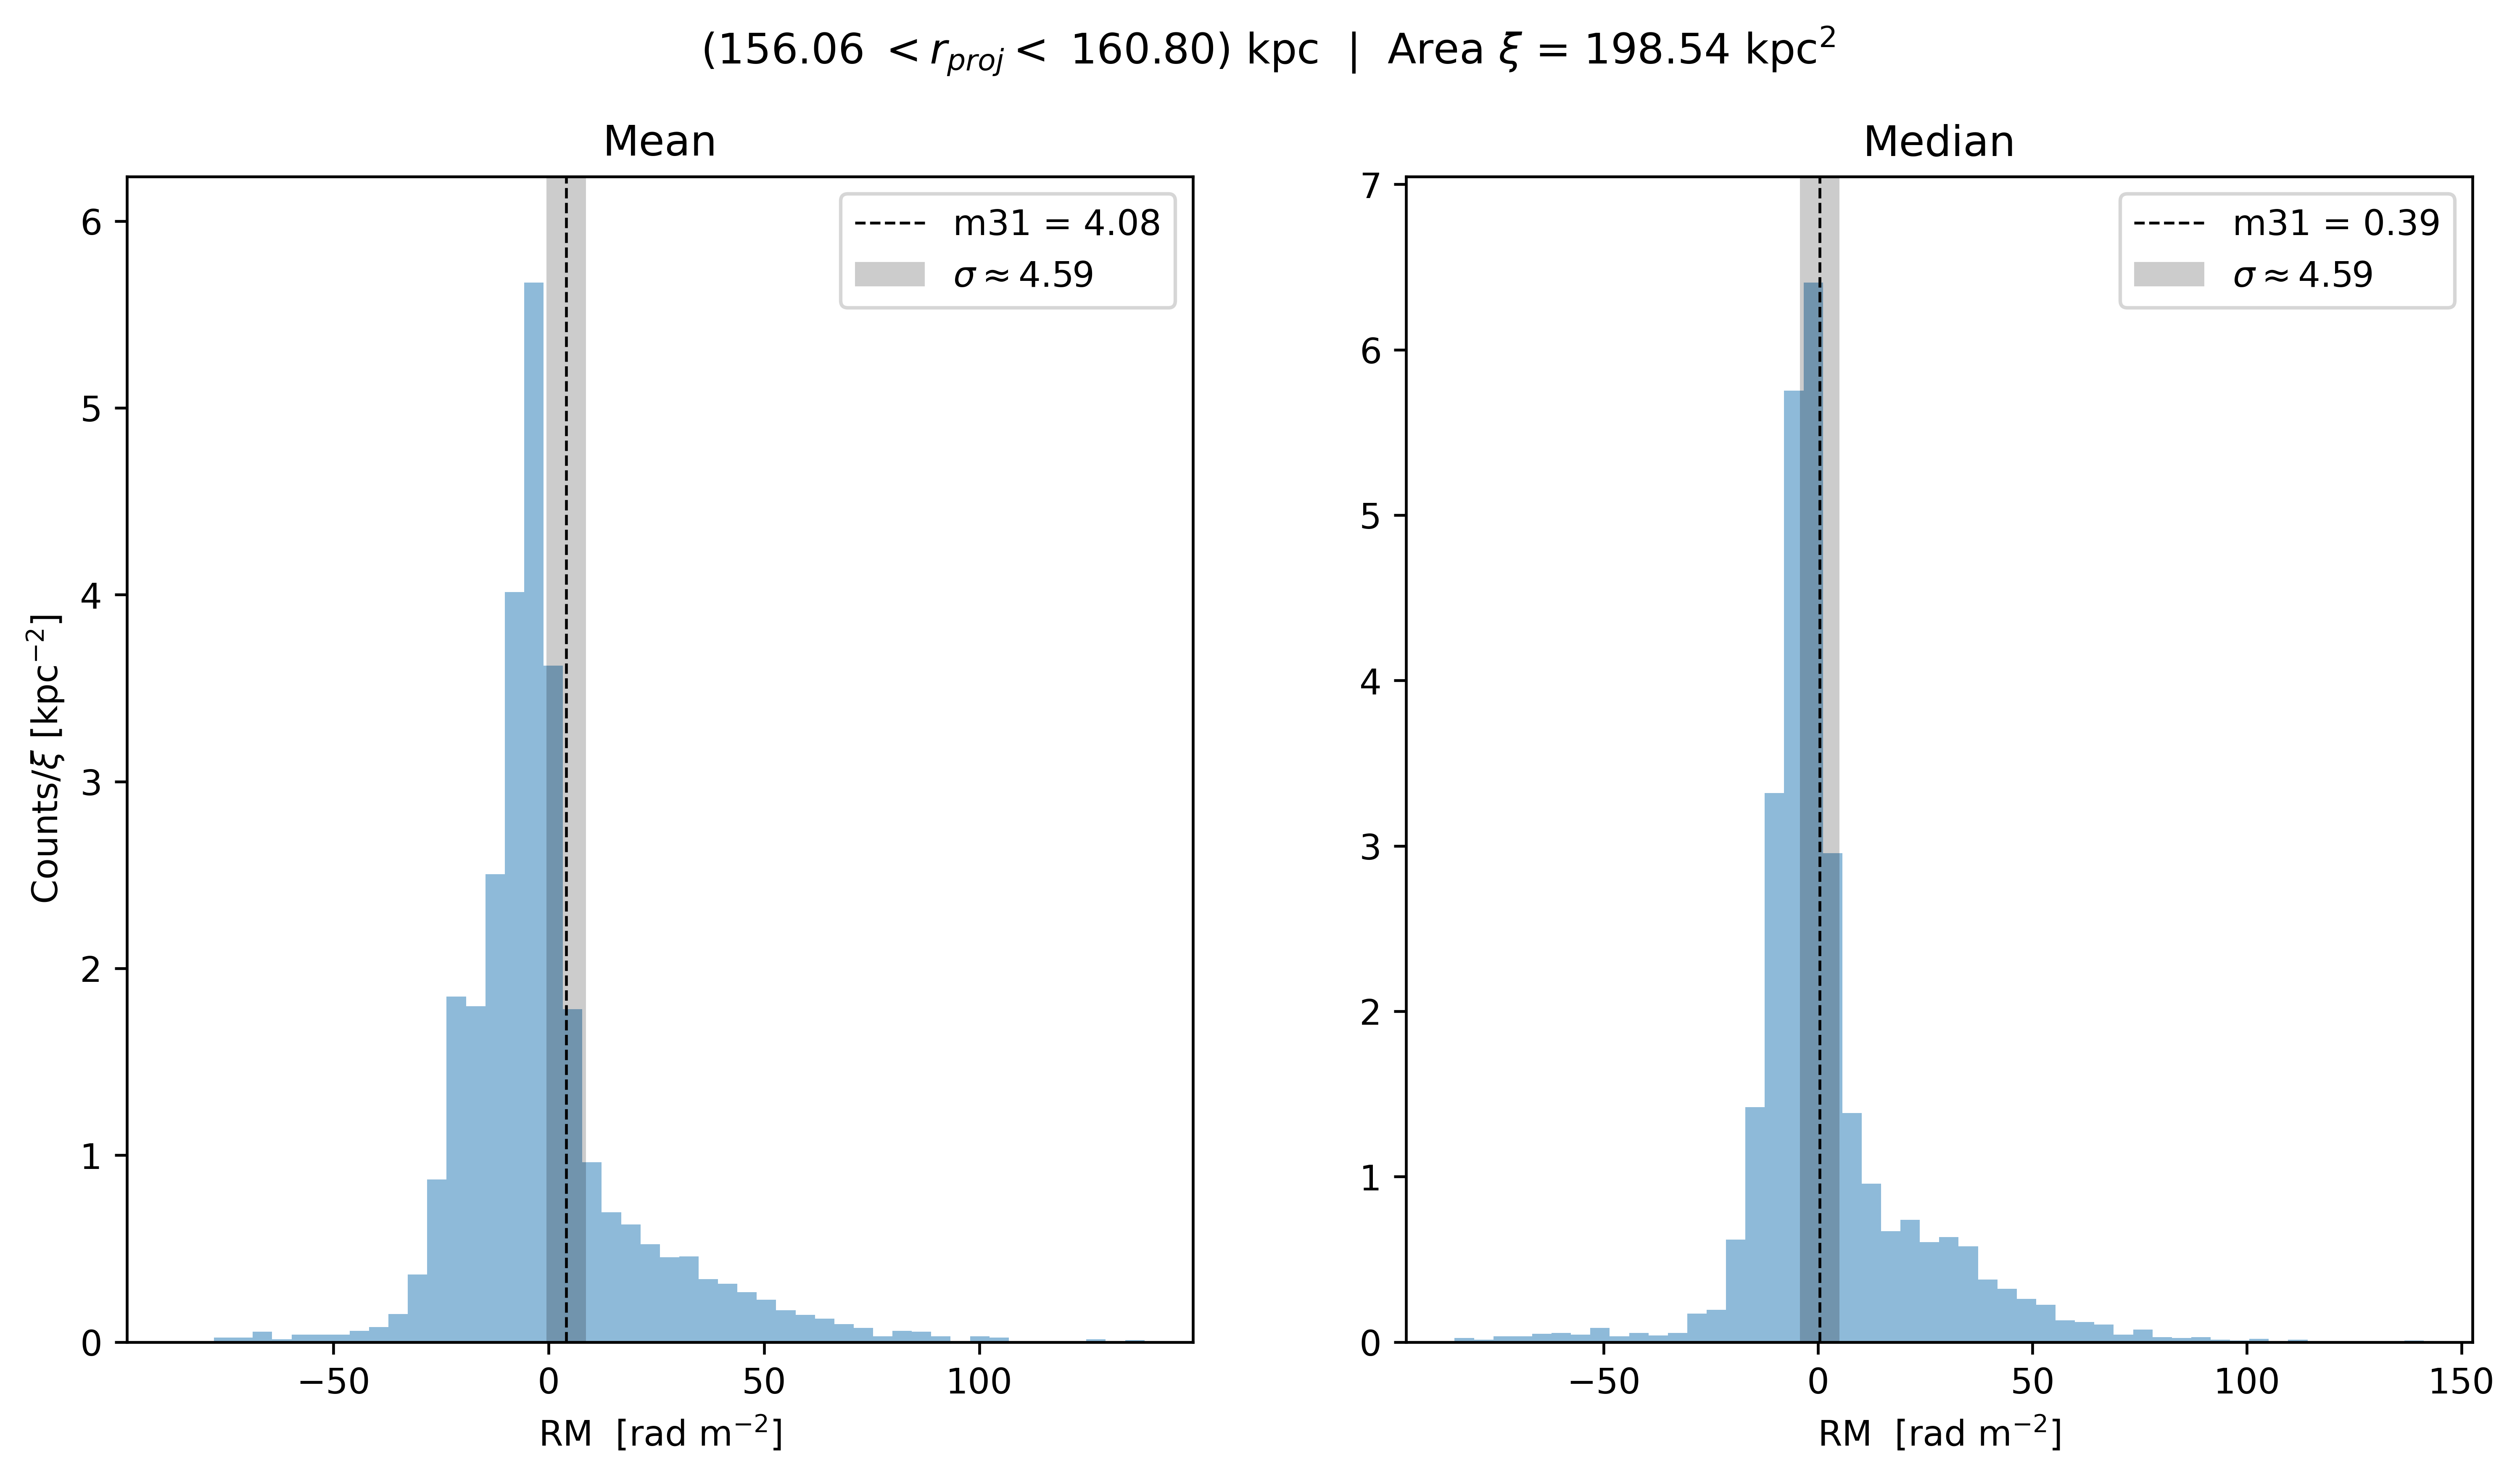 (156.06 < r_proj < 160.80) kpc | Area ξ = 198.54 kpc²
Mean
Median
m31 = 4.08
σ ≈ 4.59
m31 = 0.39
σ ≈ 4.59
Counts/ξ [kpc⁻²]
6
5
4
3
2
1
0
−50
0
50
100
RM [rad m⁻²]
7
6
5
4
3
2
1
0
−50
0
50
100
150
RM [rad m⁻²]